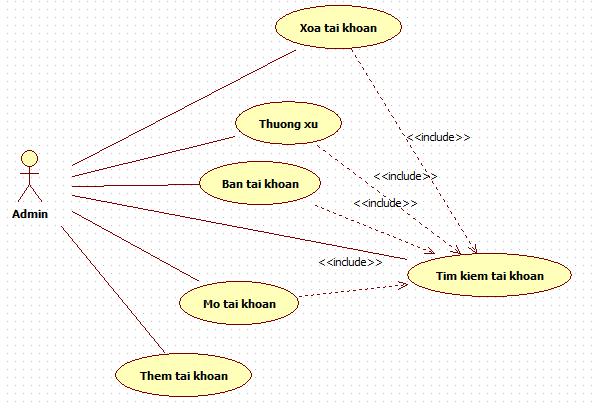 Xoa tai khoan
Thuong xu
<<include>>
<<include>>
Ban tai khoan
<<include>>
Admin
<<include>>
Tim kiem tai khoan
Mo tai khoan
Them tai khoan